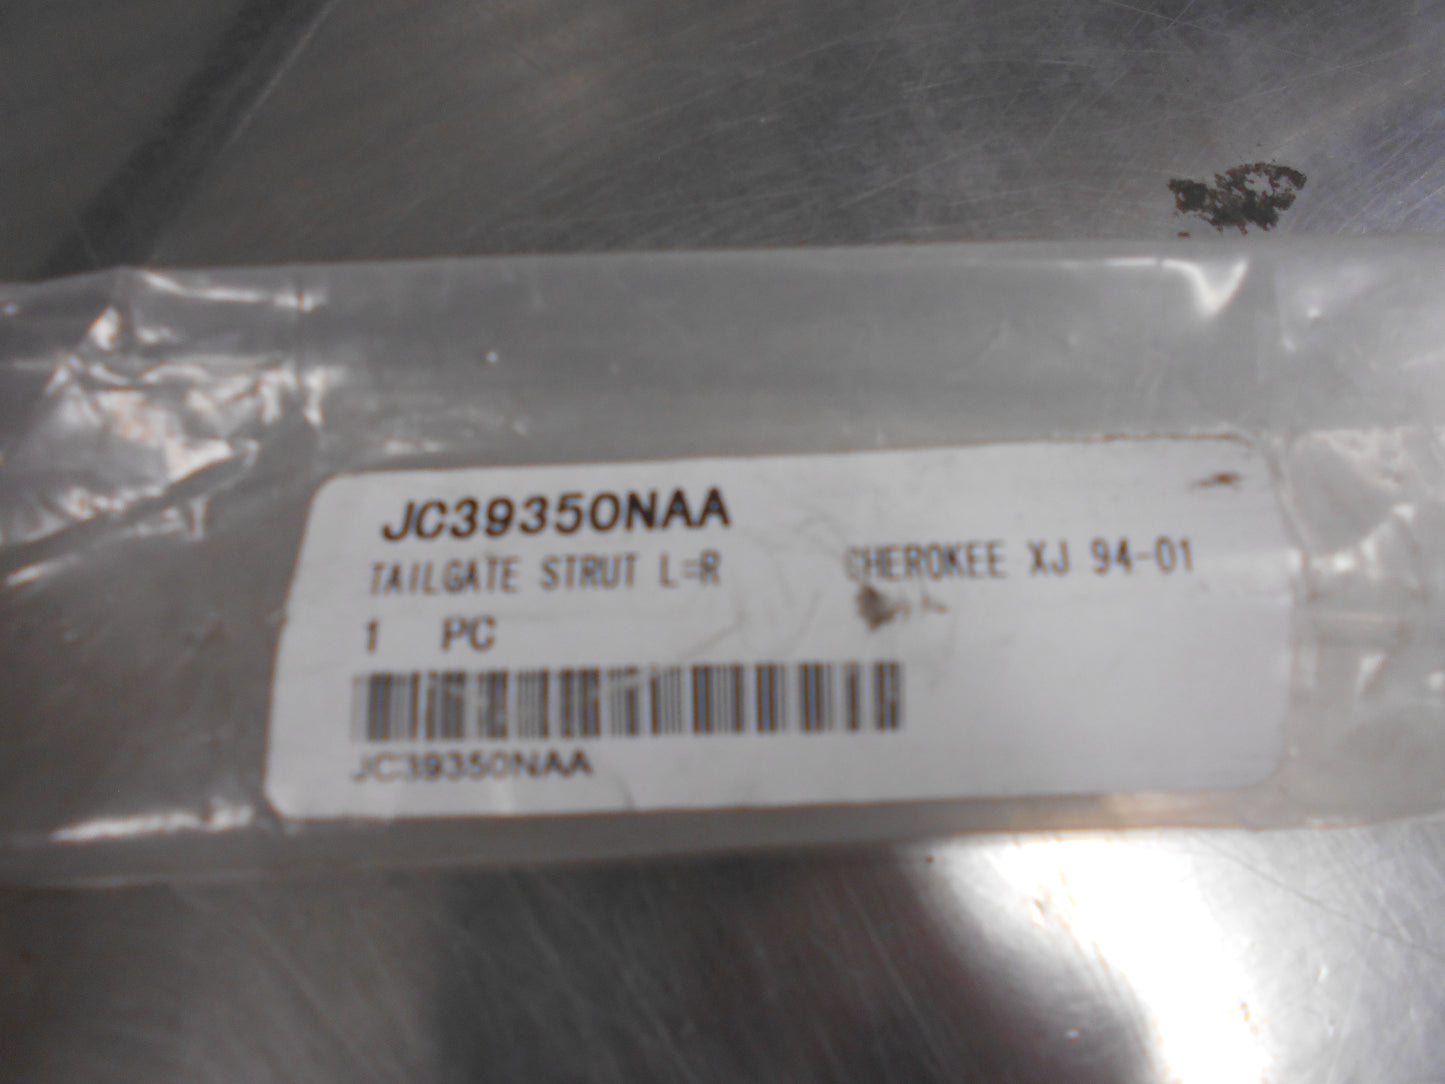 JC39350NAA
TAILGATE STRUT L=R CHEROKEE XJ 94-01
1 PC
JC39350NAA